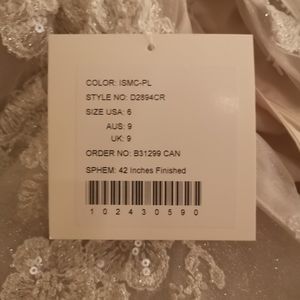 COLOR: ISMC-PL
STYLE NO: D2894CR
SIZE USA: 6
AUS: 9
UK: 9
ORDER NO: B31299 CAN
SPHEM: 42 Inches Finished
1 0 2 4 3 0 5 9 0